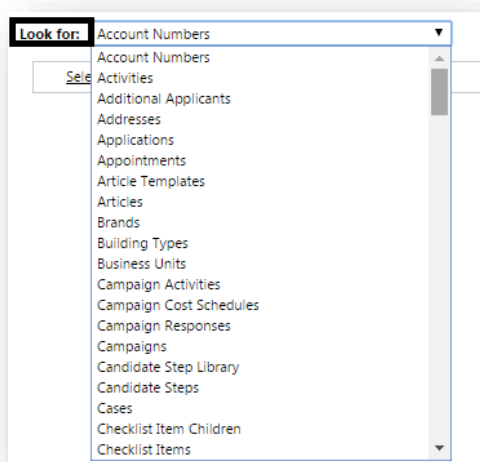 Look for: Account Numbers
Account Numbers
Sele Activities
Additional Applicants
Addresses
Applications
Appointments
Article Templates
Articles
Brands
Building Types
Business Units
Campaign Activities
Campaign Cost Schedules
Campaign Responses
Campaigns
Candidate Step Library
Candidate Steps
Cases
Checklist Item Children
Checklist Items